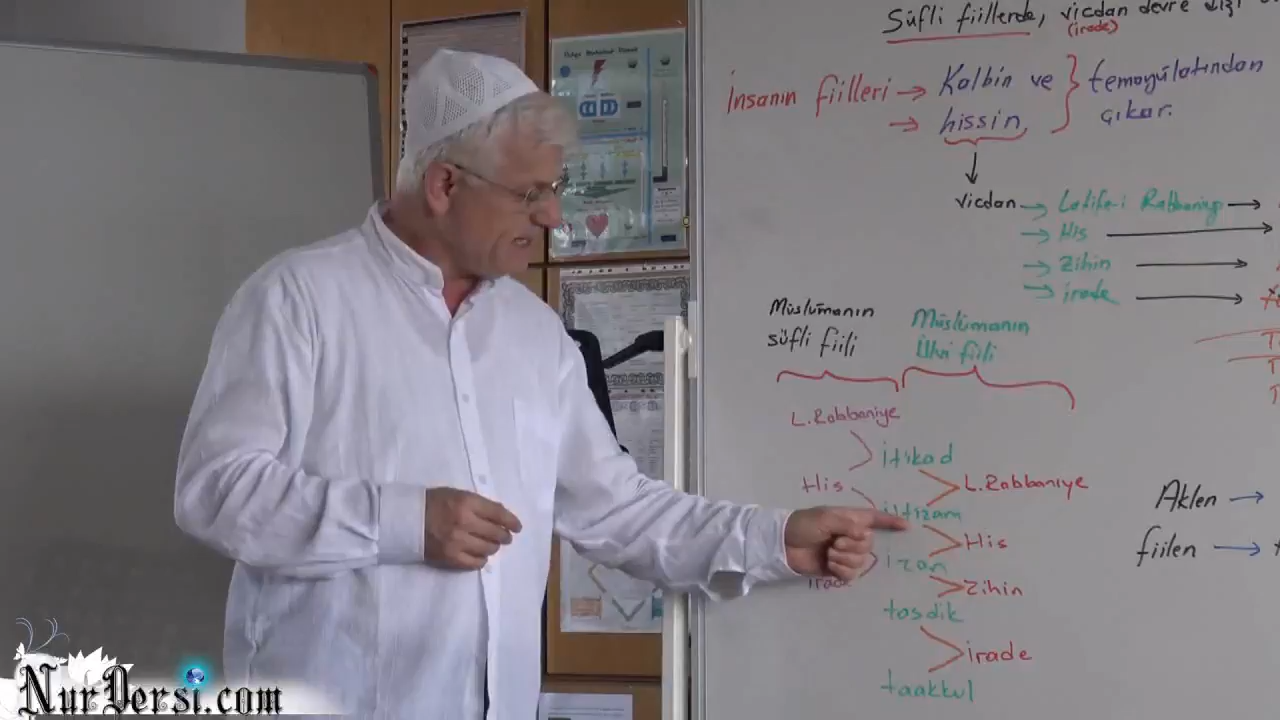 Süfli fiillerde, vicdan devre dışı
(irade)
İnsanın fiilleri → Kalbin ve } temayülatından
→ hissin } çıkar.
vicdan → Latife-i Rabbaniye →
→ His →
→ Zihin →
→ irade →
Müslümanın süfli fiili
Müslümanın Ulvi fiili
L.Rabbaniye
itikad
His
L.Rabbaniye
iltizam
His
izan
irade
Zihin
tasdik
irade
taakkul
Aklen →
fiilen →
NurDersi.com